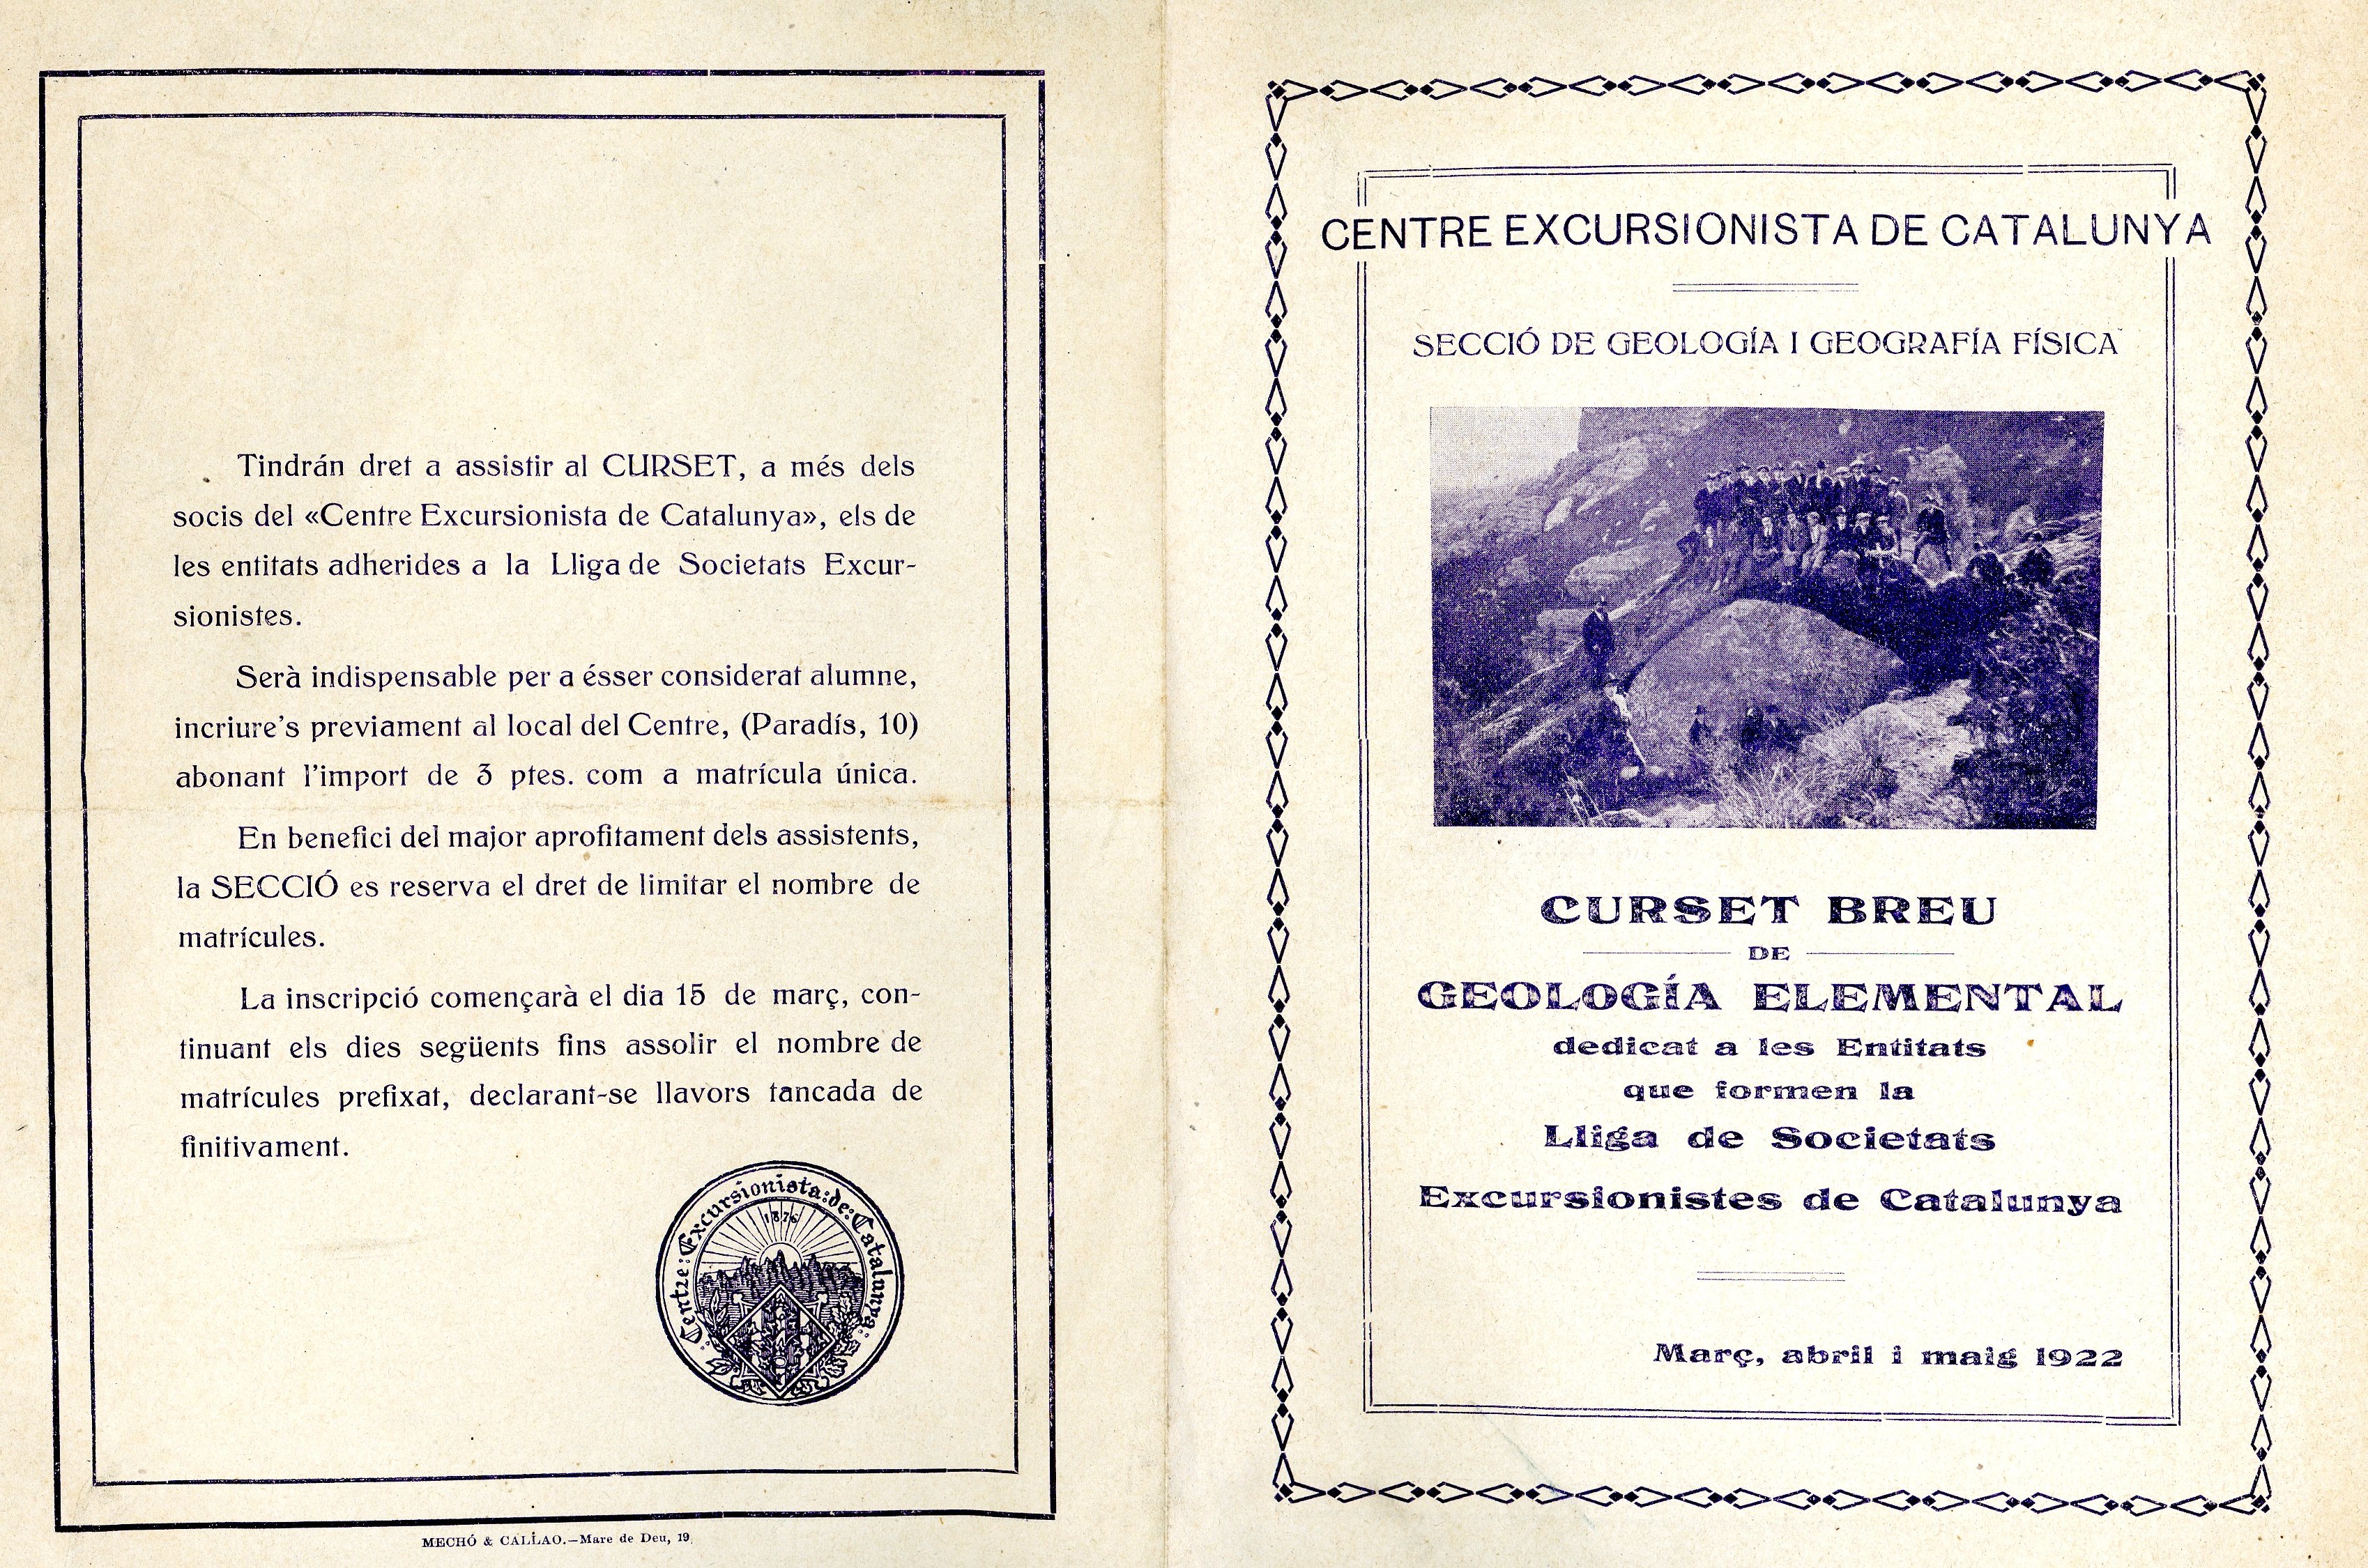 Tindrán dret a assistir al CURSET, a més dels
socis del «Centre Excursionista de Catalunya», els de
les entitats adherides a la Lliga de Societats Excur-
sionistes.
Serà indispensable per a ésser considerat alumne,
incriure's previament al local del Centre, (Paradís, 10)
abonant l'import de 3 ptes. com a matrícula única.
En benefici del major aprofitament dels assistents,
la SECCIÓ es reserva el dret de limitar el nombre de
matrícules.
La inscripció començarà el dia 15 de març, con-
tinuant els dies següents fins assolir el nombre de
matrícules prefixat, declarant-se llavors tancada de
finitivament.
Centre: Excursionista: de: Catalunya:
1876
MECHÓ & CALLAO.—Mare de Deu, 19.
CENTRE EXCURSIONISTA DE CATALUNYA
SECCIÓ DE GEOLOGÍA I GEOGRAFÍA FÍSICA
CURSET BREU
DE
GEOLOGÍA ELEMENTAL
dedicat a les Entitats
que formen la
Lliga de Societats
Excursionistes de Catalunya
Març, abril i maig 1922